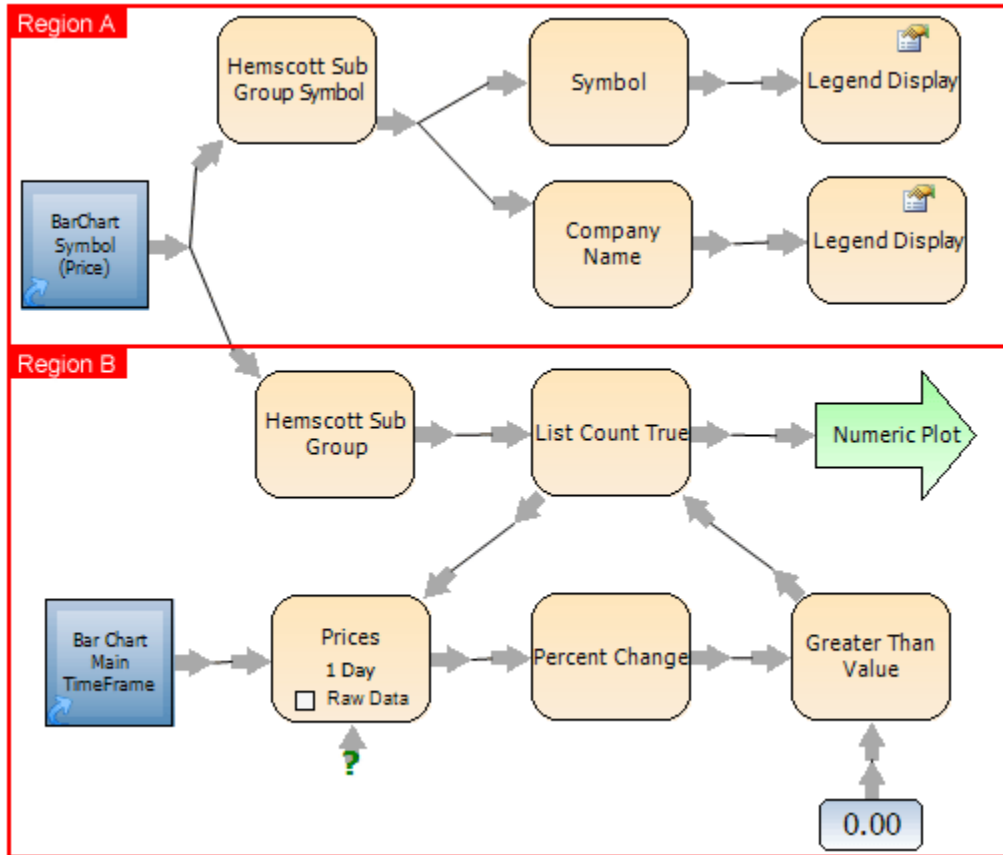 Region A
Hemscott Sub
Group Symbol
Symbol
Legend Display
BarChart
Symbol
(Price)
Company
Name
Legend Display
Region B
Hemscott Sub
Group
List Count True
Numeric Plot
Bar Chart
Main
TimeFrame
Prices
1 Day
Raw Data
Percent Change
Greater Than
Value
?
0.00